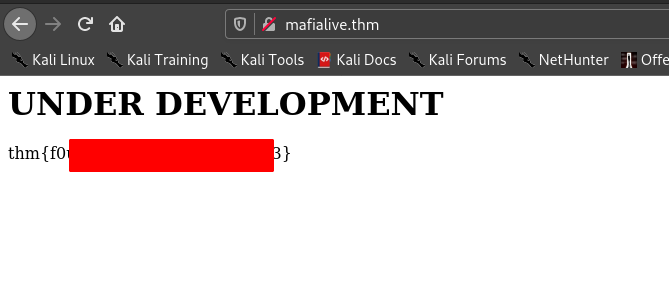 mafialive.thm
Kali Linux Kali Training Kali Tools Kali Docs Kali Forums NetHunter Offe
UNDER DEVELOPMENT
thm{f0 3}